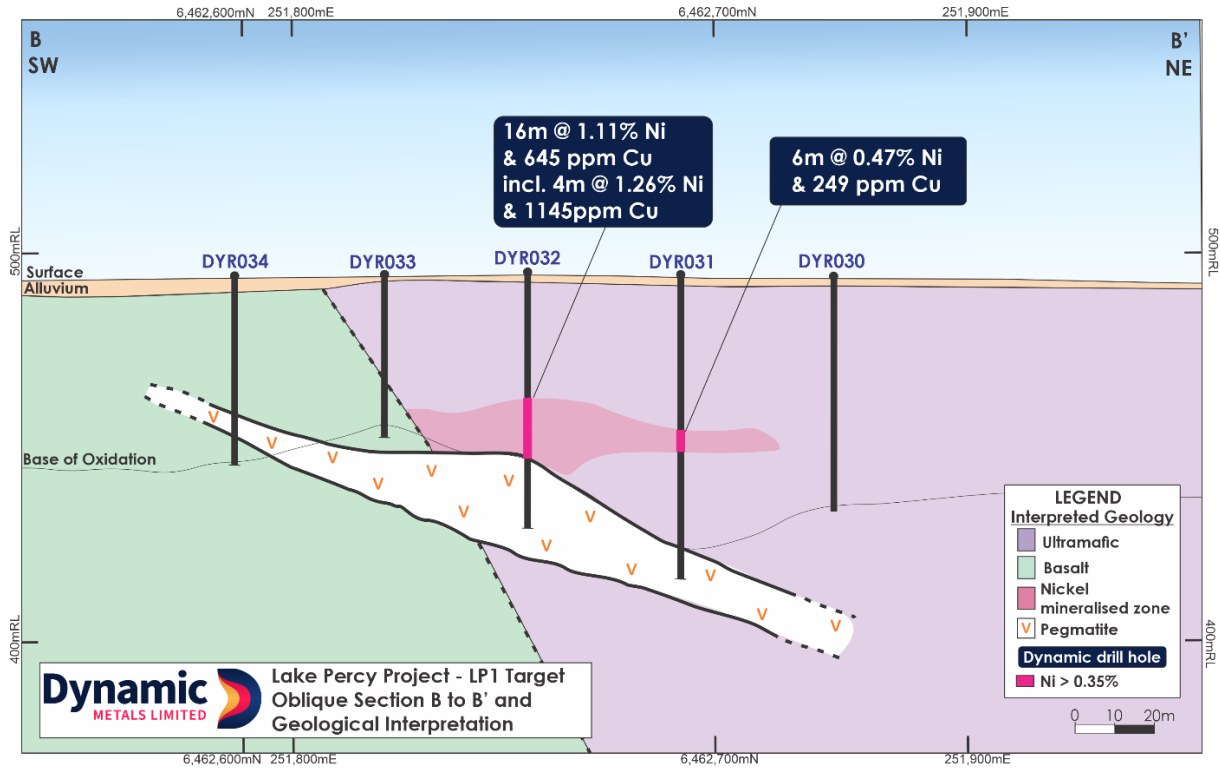 6,462,600mN
251,800mE
6,462,700mN
251,900mE
B
SW
B’
NE
16m @ 1.11% Ni
& 645 ppm Cu
incl. 4m @ 1.26% Ni
& 1145ppm Cu
6m @ 0.47% Ni
& 249 ppm Cu
500mRL
500mRL
DYR034
DYR033
DYR032
DYR031
DYR030
Surface
Alluvium
Base of Oxidation
V
V
V
V
V
V
V
V
V
V
V
V
V
V
LEGEND
Interpreted Geology
Ultramafic
Basalt
Nickel
mineralised zone
V Pegmatite
Dynamic drill hole
Ni > 0.35%
400mRL
400mRL
0 10 20m
Dynamic
METALS LIMITED
Lake Percy Project - LP1 Target
Oblique Section B to B’ and
Geological Interpretation
6,462,600mN
251,800mE
6,462,700mN
251,900mE